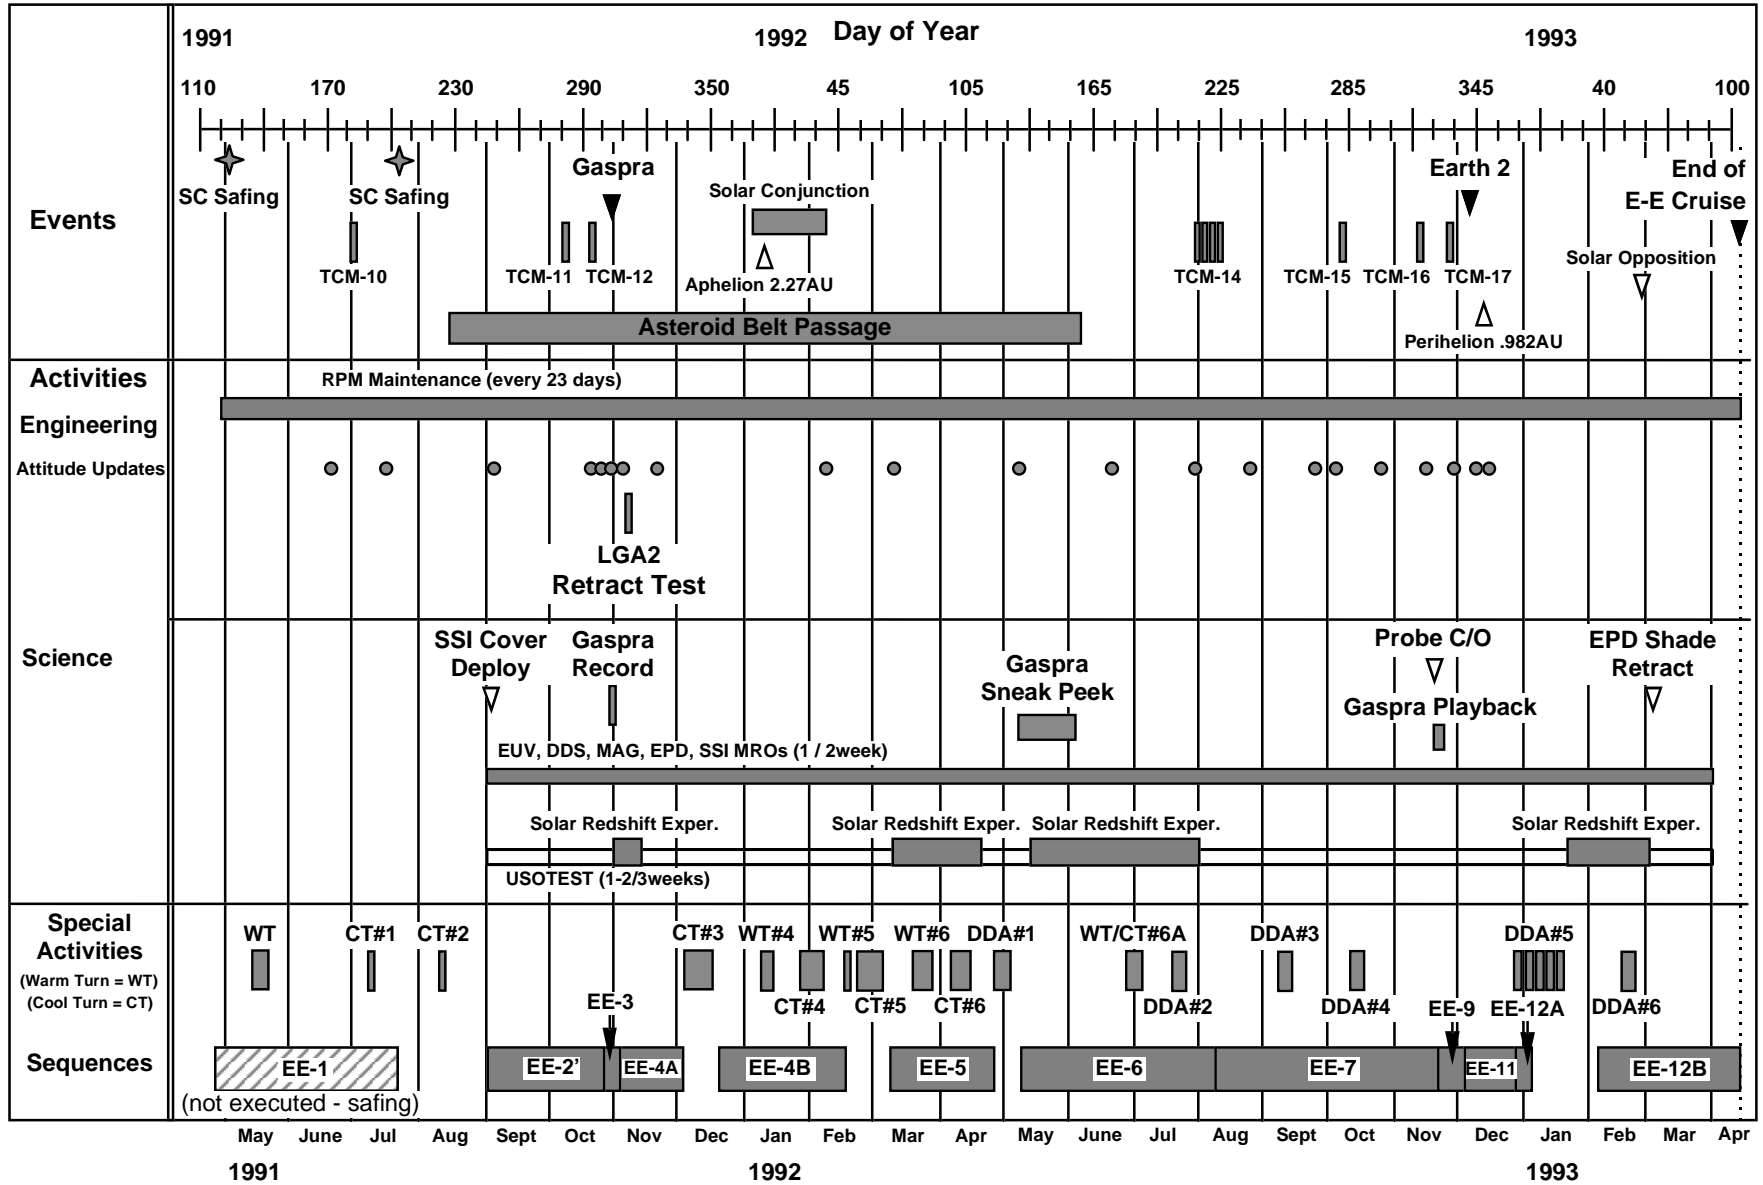 Day of Year
1991
1992
1993
110 170 230 290 350 45 105 165 225 285 345 40 100
Events
SC Safing
SC Safing
Gaspra
Solar Conjunction
Earth 2
End of
E-E Cruise
Solar Opposition
TCM-10
TCM-11
TCM-12
Aphelion 2.27AU
TCM-14
TCM-15
TCM-16
TCM-17
Asteroid Belt Passage
Perihelion .982AU
Activities
RPM Maintenance (every 23 days)
Engineering
Attitude Updates
LGA2
Retract Test
Science
SSI Cover
Deploy
Gaspra
Record
Gaspra
Sneak Peek
Probe C/O
Gaspra Playback
EPD Shade
Retract
EUV, DDS, MAG, EPD, SSI MROs (1 / 2week)
Solar Redshift Exper.
Solar Redshift Exper.
Solar Redshift Exper.
Solar Redshift Exper.
USOTEST (1-2/3weeks)
Special
Activities
(Warm Turn = WT)
(Cool Turn = CT)
WT
CT#1
CT#2
CT#3
WT#4
WT#5
WT#6
DDA#1
WT/CT#6A
DDA#3
DDA#5
EE-3
CT#4
CT#5
CT#6
DDA#2
DDA#4
EE-9
EE-12A
DDA#6
Sequences
EE-1
EE-2’
EE-4A
EE-4B
EE-5
EE-6
EE-7
EE-11
EE-12B
(not executed - safing)
May June Jul Aug Sept Oct Nov Dec Jan Feb Mar Apr May June Jul Aug Sept Oct Nov Dec Jan Feb Mar Apr
1991
1992
1993